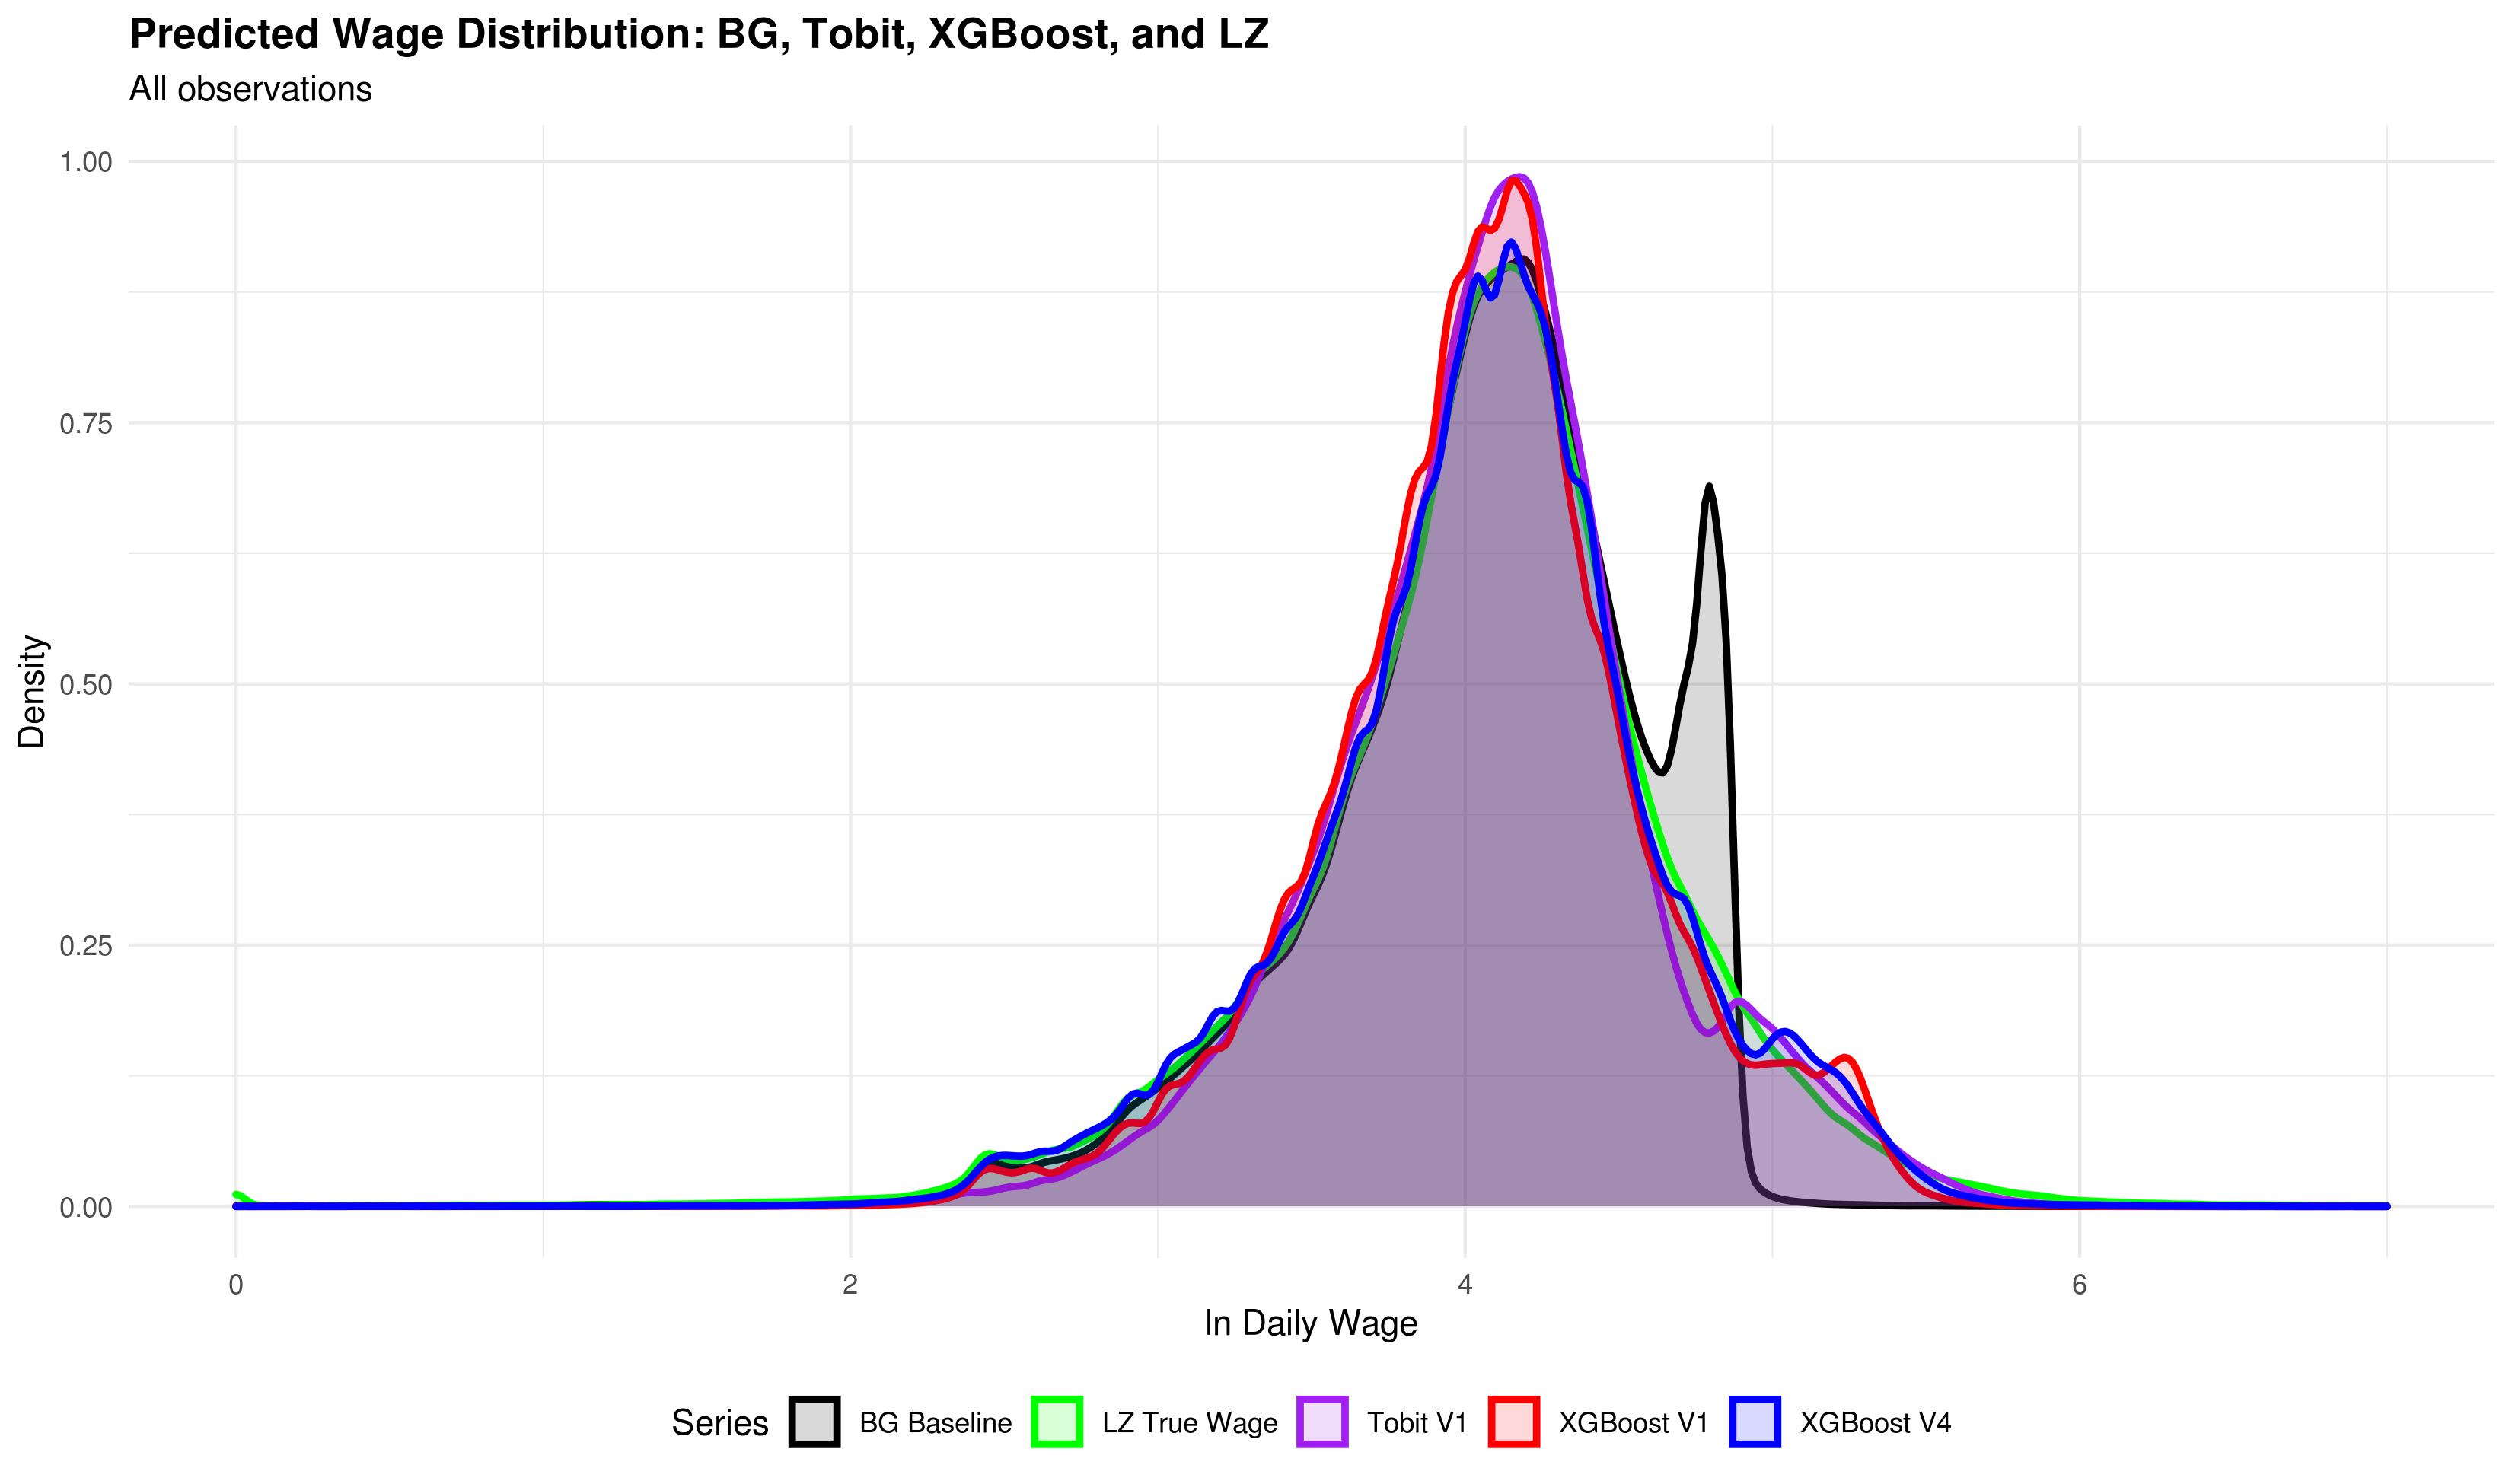 Predicted Wage Distribution: BG, Tobit, XGBoost, and LZ
All observations
Density
1.00
0.75
0.50
0.25
0.00
0 2 4 6
ln Daily Wage
Series BG Baseline LZ True Wage Tobit V1 XGBoost V1 XGBoost V4